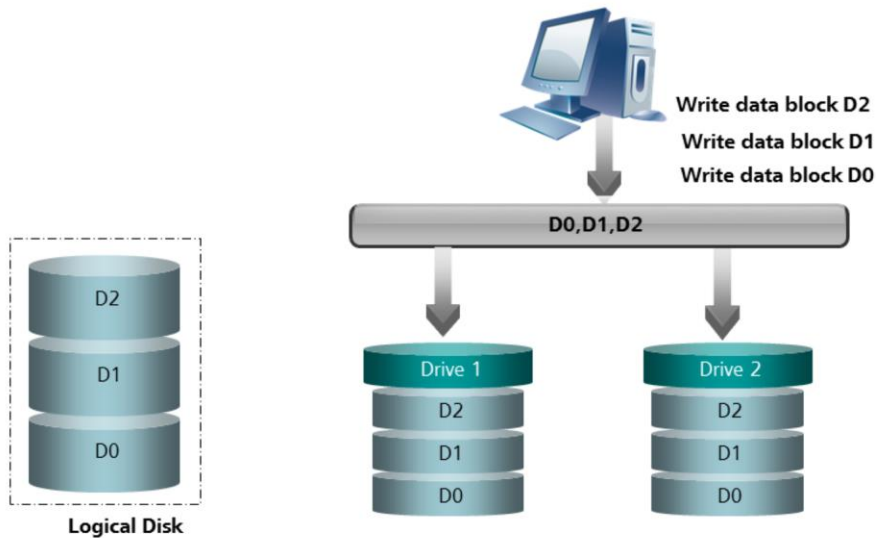 Write data block D2
Write data block D1
Write data block D0
D0,D1,D2
D2
D1
D0
Logical Disk
Drive 1
D2
D1
D0
Drive 2
D2
D1
D0